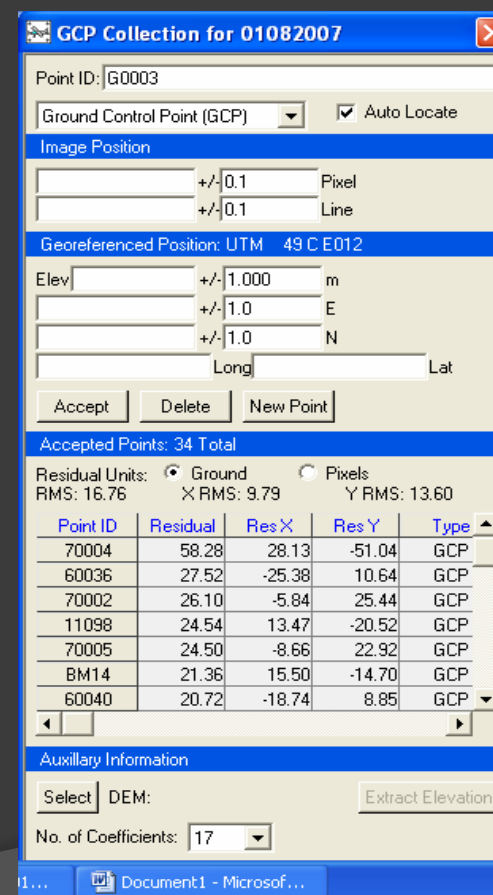 GCP Collection for 01082007
Point ID: G0003
Ground Control Point (GCP) Auto Locate
Image Position
+/- 0.1 Pixel
+/- 0.1 Line
Georeferenced Position: UTM 49 C E012
Elev +/- 1.000 m
+/- 1.0 E
+/- 1.0 N
Long Lat
Accept Delete New Point
Accepted Points: 34 Total
Residual Units: Ground Pixels
RMS: 16.76 X RMS: 9.79 Y RMS: 13.60
Point ID Residual Res X Res Y Type
70004 58.28 28.13 -51.04 GCP
60036 27.52 -25.38 10.64 GCP
70002 26.10 -5.84 25.44 GCP
11098 24.54 13.47 -20.52 GCP
70005 24.50 -8.66 22.92 GCP
BM14 21.36 15.50 -14.70 GCP
60040 20.72 -18.74 8.85 GCP
Auxillary Information
Select DEM: Extract Elevation
No. of Coefficients: 17
1... Document1 - Microsof...